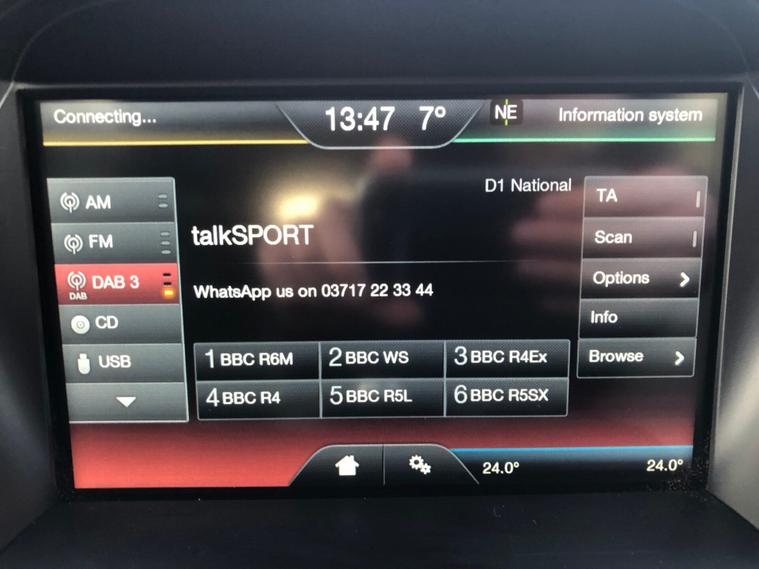 Connecting... 13:47 7° NE Information system
D1 National
AM
FM
DAB 3
DAB
CD
USB
talkSPORT
WhatsApp us on 03717 22 33 44
1 BBC R6M 2 BBC WS 3 BBC R4Ex
4 BBC R4 5 BBC R5L 6 BBC R5SX
TA
Scan
Options
Info
Browse
24.0° 24.0°